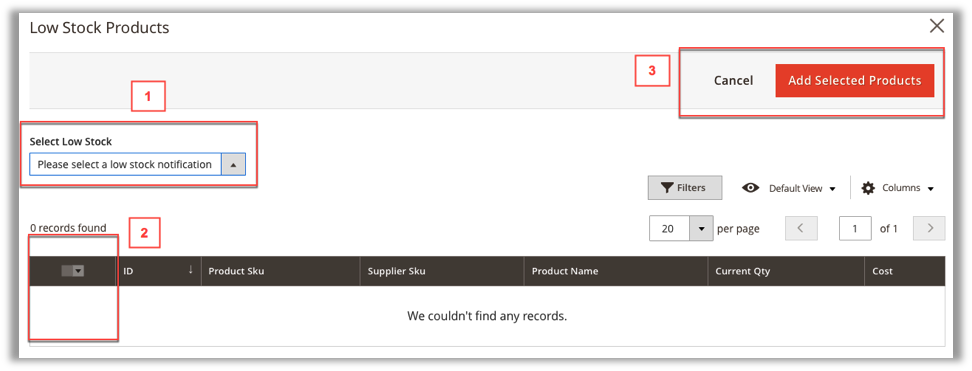 Low Stock Products
3
Cancel Add Selected Products
1
Select Low Stock
Please select a low stock notification
Filters Default View Columns
0 records found
2
20 per page 1 of 1
ID Product Sku Supplier Sku Product Name Current Qty Cost
We couldn't find any records.